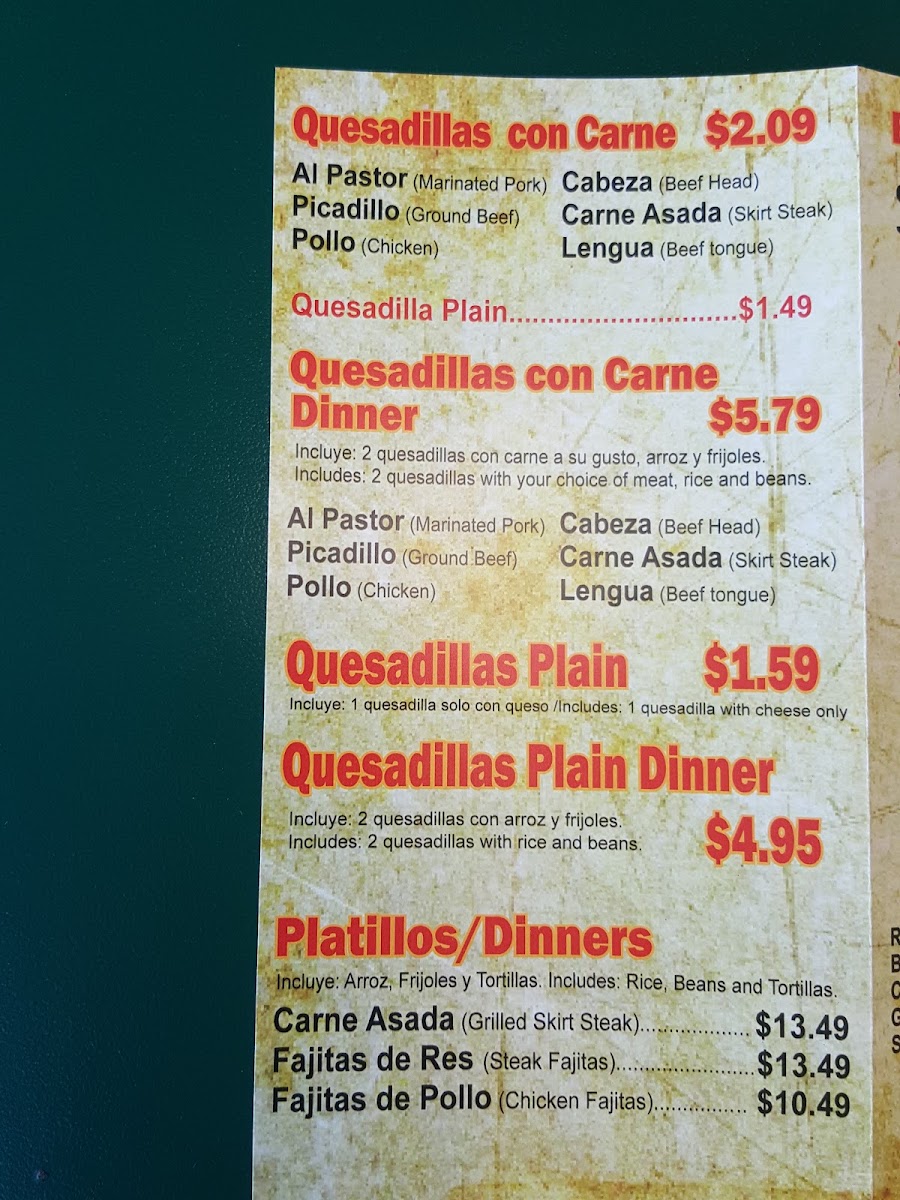 Quesadillas con Carne $2.09
Al Pastor (Marinated Pork) Cabeza (Beef Head)
Picadillo (Ground Beef) Carne Asada (Skirt Steak)
Pollo (Chicken) Lengua (Beef tongue)
Quesadilla Plain.............................$1.49
Quesadillas con Carne
Dinner $5.79
Incluye: 2 quesadillas con carne a su gusto, arroz y frijoles.
Includes: 2 quesadillas with your choice of meat, rice and beans.
Al Pastor (Marinated Pork) Cabeza (Beef Head)
Picadillo (Ground Beef) Carne Asada (Skirt Steak)
Pollo (Chicken) Lengua (Beef tongue)
Quesadillas Plain $1.59
Incluye: 1 quesadilla solo con queso /Includes: 1 quesadilla with cheese only
Quesadillas Plain Dinner
Incluye: 2 quesadillas con arroz y frijoles.
Includes: 2 quesadillas with rice and beans.
$4.95
Platillos/Dinners
Incluye: Arroz, Frijoles y Tortillas. Includes: Rice, Beans and Tortillas.
Carne Asada (Grilled Skirt Steak)................... $13.49
Fajitas de Res (Steak Fajitas)........................$13.49
Fajitas de Pollo (Chicken Fajitas)................ $10.49